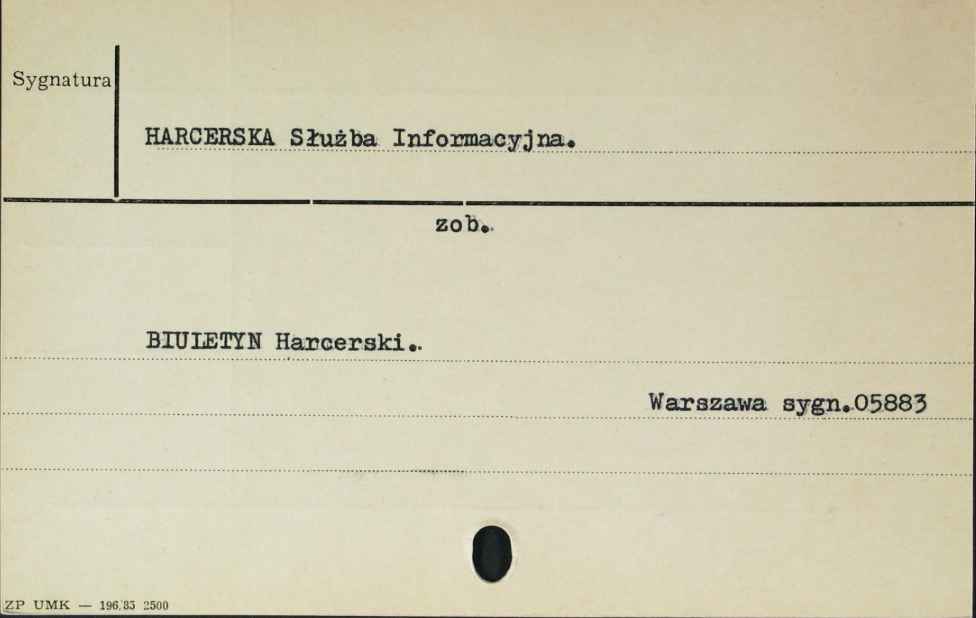 Sygnatura
HARCERSKA Służba Informacyjna.
zob.
BIULETYN Harcerski.
Warszawa sygn.05883
ZP UMK — 196/85 2500